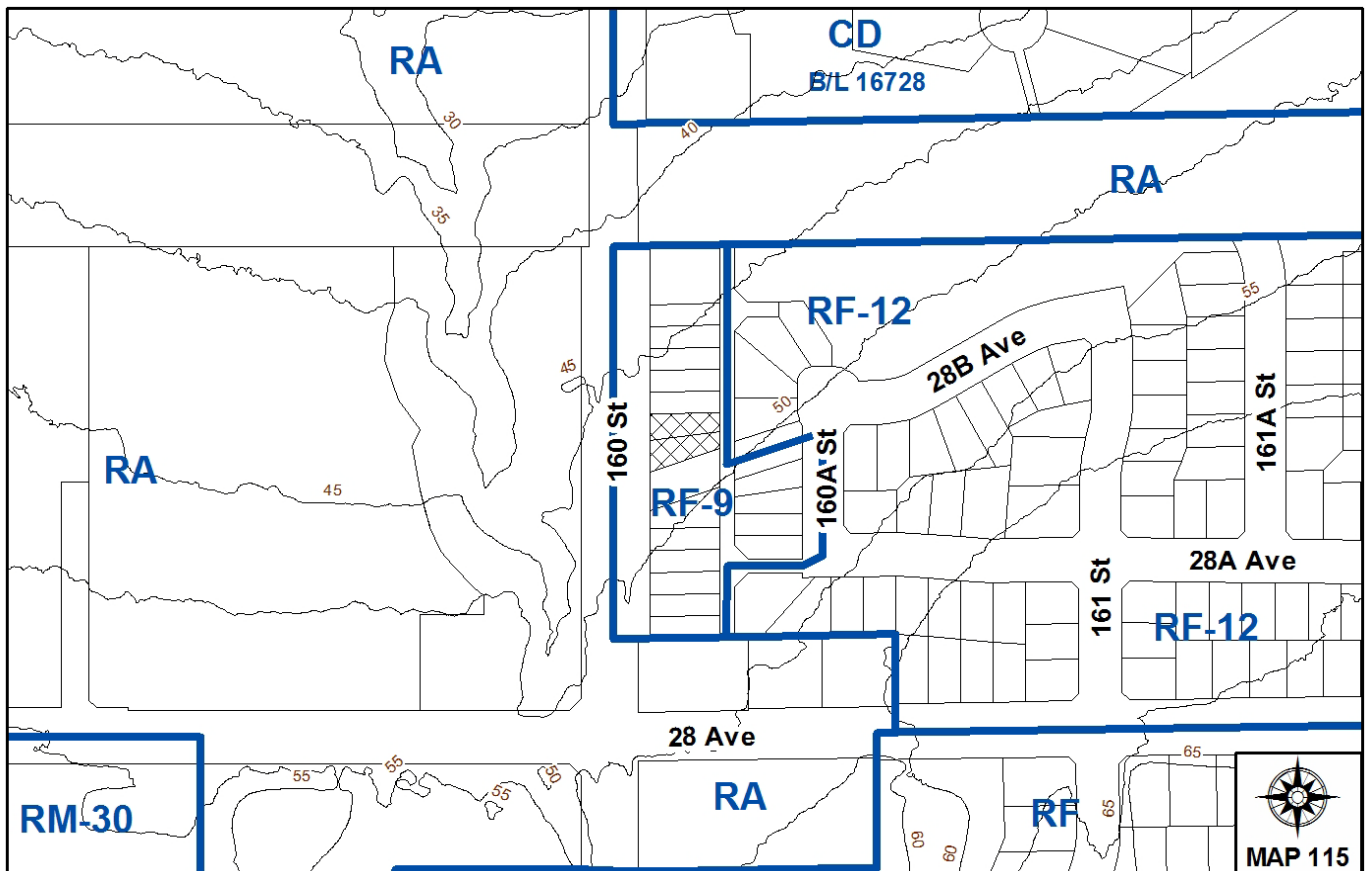 RA
CD
B/L 16728
30
40
RA
35
RF-12
55
45
28B Ave
160 St
50
161A St
160A St
RA
45
RF-9
28A Ave
161 St
RF-12
28 Ave
55
55
50
65
55
RA
RM-30
RF
65
60
60
MAP 115